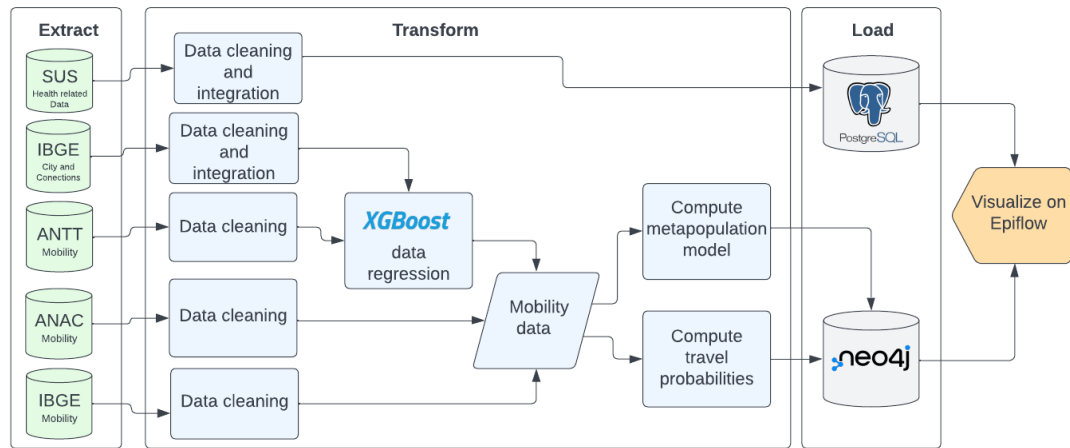 Extract
Transform
Load
SUS
Health related
Data
Data cleaning
and
integration
PostgreSQL
IBGE
City and
Conections
Data cleaning
and
integration
ANTT
Mobility
Data cleaning
XGBoost
data
regression
Compute
metapopulation
model
Visualize on
Epiflow
ANAC
Mobility
Data cleaning
Mobility
data
Compute
travel
probabilities
neo4j
IBGE
Mobility
Data cleaning